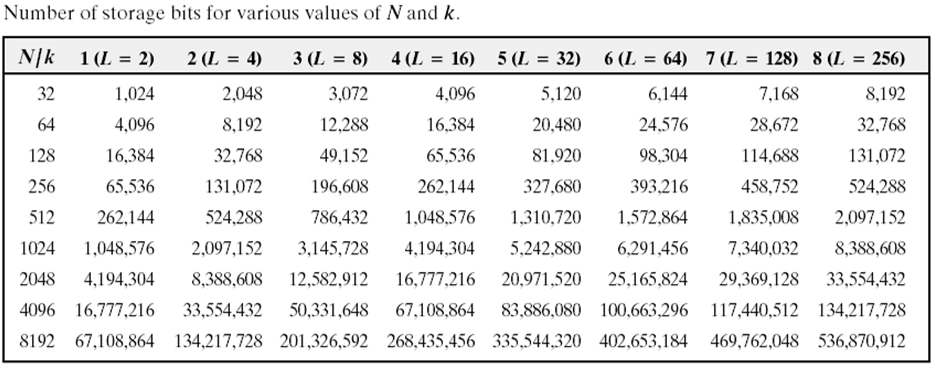 Number of storage bits for various values of N and k.
N/k 1 (L = 2) 2 (L = 4) 3 (L = 8) 4 (L = 16) 5 (L = 32) 6 (L = 64) 7 (L = 128) 8 (L = 256)
32 1,024 2,048 3,072 4,096 5,120 6,144 7,168 8,192
64 4,096 8,192 12,288 16,384 20,480 24,576 28,672 32,768
128 16,384 32,768 49,152 65,536 81,920 98,304 114,688 131,072
256 65,536 131,072 196,608 262,144 327,680 393,216 458,752 524,288
512 262,144 524,288 786,432 1,048,576 1,310,720 1,572,864 1,835,008 2,097,152
1024 1,048,576 2,097,152 3,145,728 4,194,304 5,242,880 6,291,456 7,340,032 8,388,608
2048 4,194,304 8,388,608 12,582,912 16,777,216 20,971,520 25,165,824 29,369,128 33,554,432
4096 16,777,216 33,554,432 50,331,648 67,108,864 83,886,080 100,663,296 117,440,512 134,217,728
8192 67,108,864 134,217,728 201,326,592 268,435,456 335,544,320 402,653,184 469,762,048 536,870,912